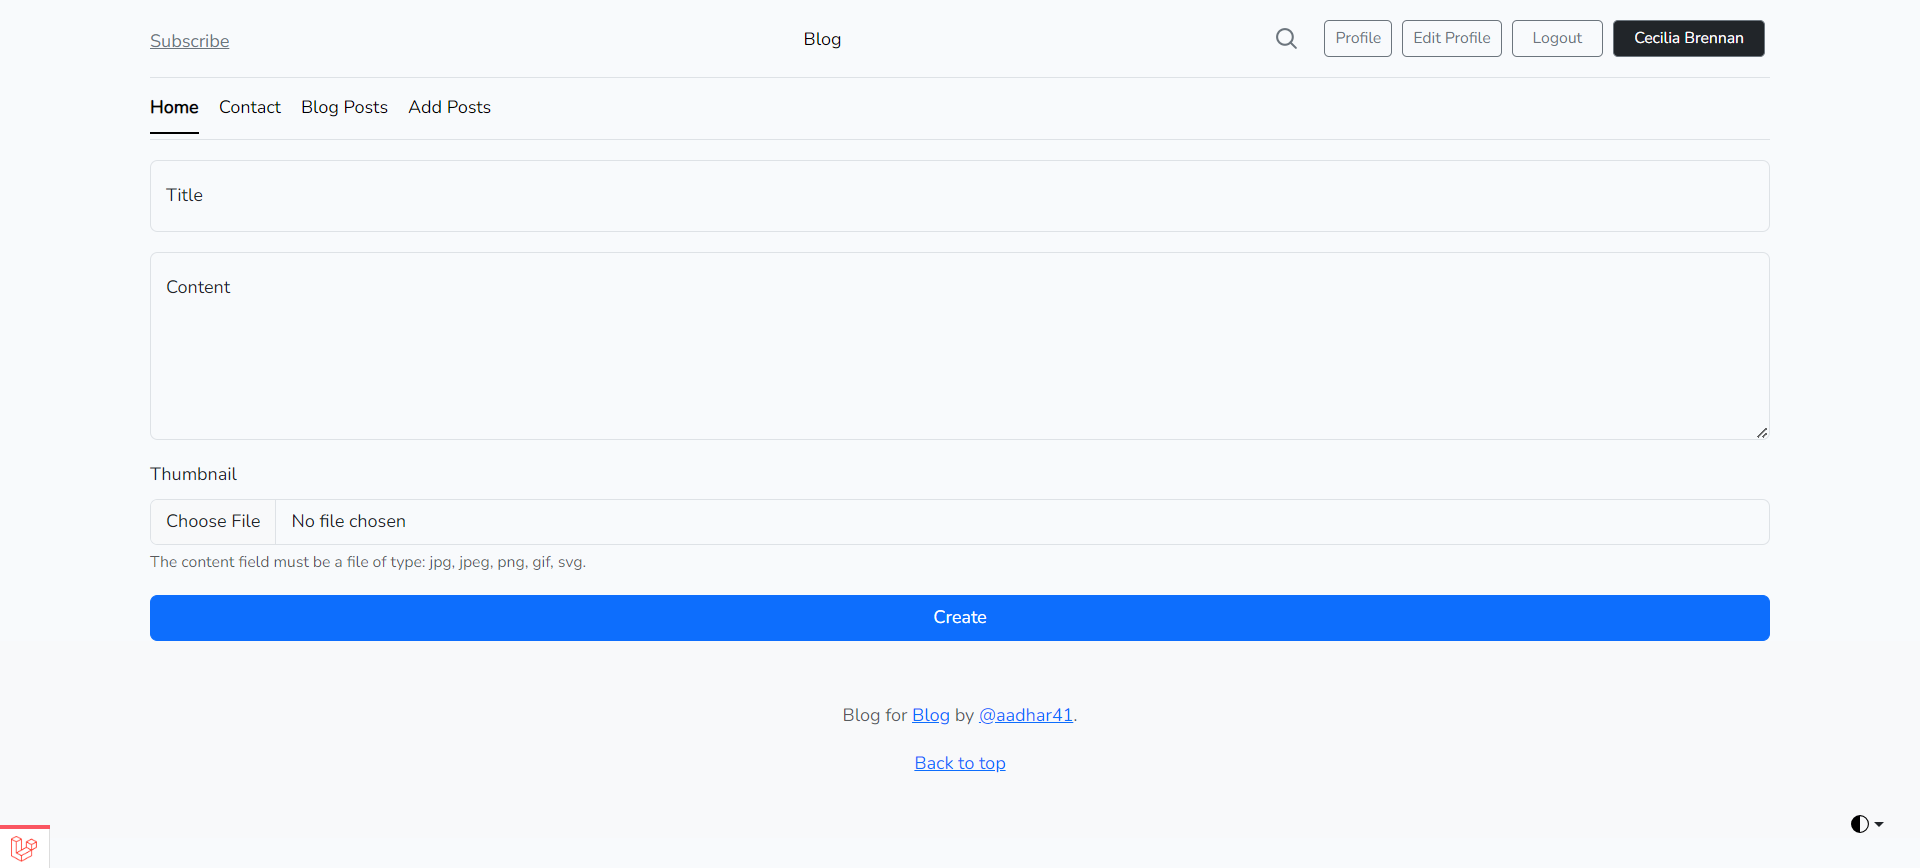 Subscribe Blog Profile Edit Profile Logout Cecilia Brennan
Home Contact Blog Posts Add Posts
Title
Content
Thumbnail
Choose File No file chosen
The content field must be a file of type: jpg, jpeg, png, gif, svg.
Create
Blog for Blog by @aadhar41.
Back to top